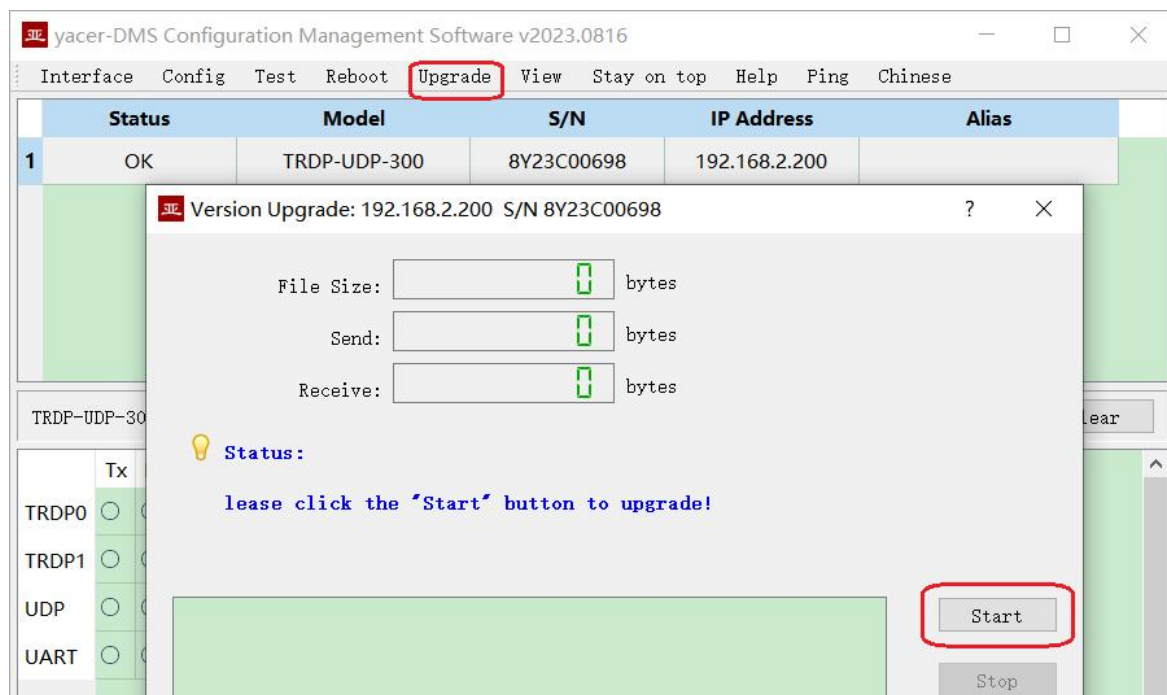 亚 yacer-DMS Configuration Management Software v2023.0816
Interface Config Test Reboot Upgrade View Stay on top Help Ping Chinese
Status Model S/N IP Address Alias
1 OK TRDP-UDP-300 8Y23C00698 192.168.2.200
亚 Version Upgrade: 192.168.2.200 S/N 8Y23C00698 ?
File Size: 0 bytes
Send: 0 bytes
Receive: 0 bytes
TRDP-UDP-30 lear
Status:
Tx
lease click the "Start" button to upgrade!
TRDP0
TRDP1
UDP
Start
UART
Stop